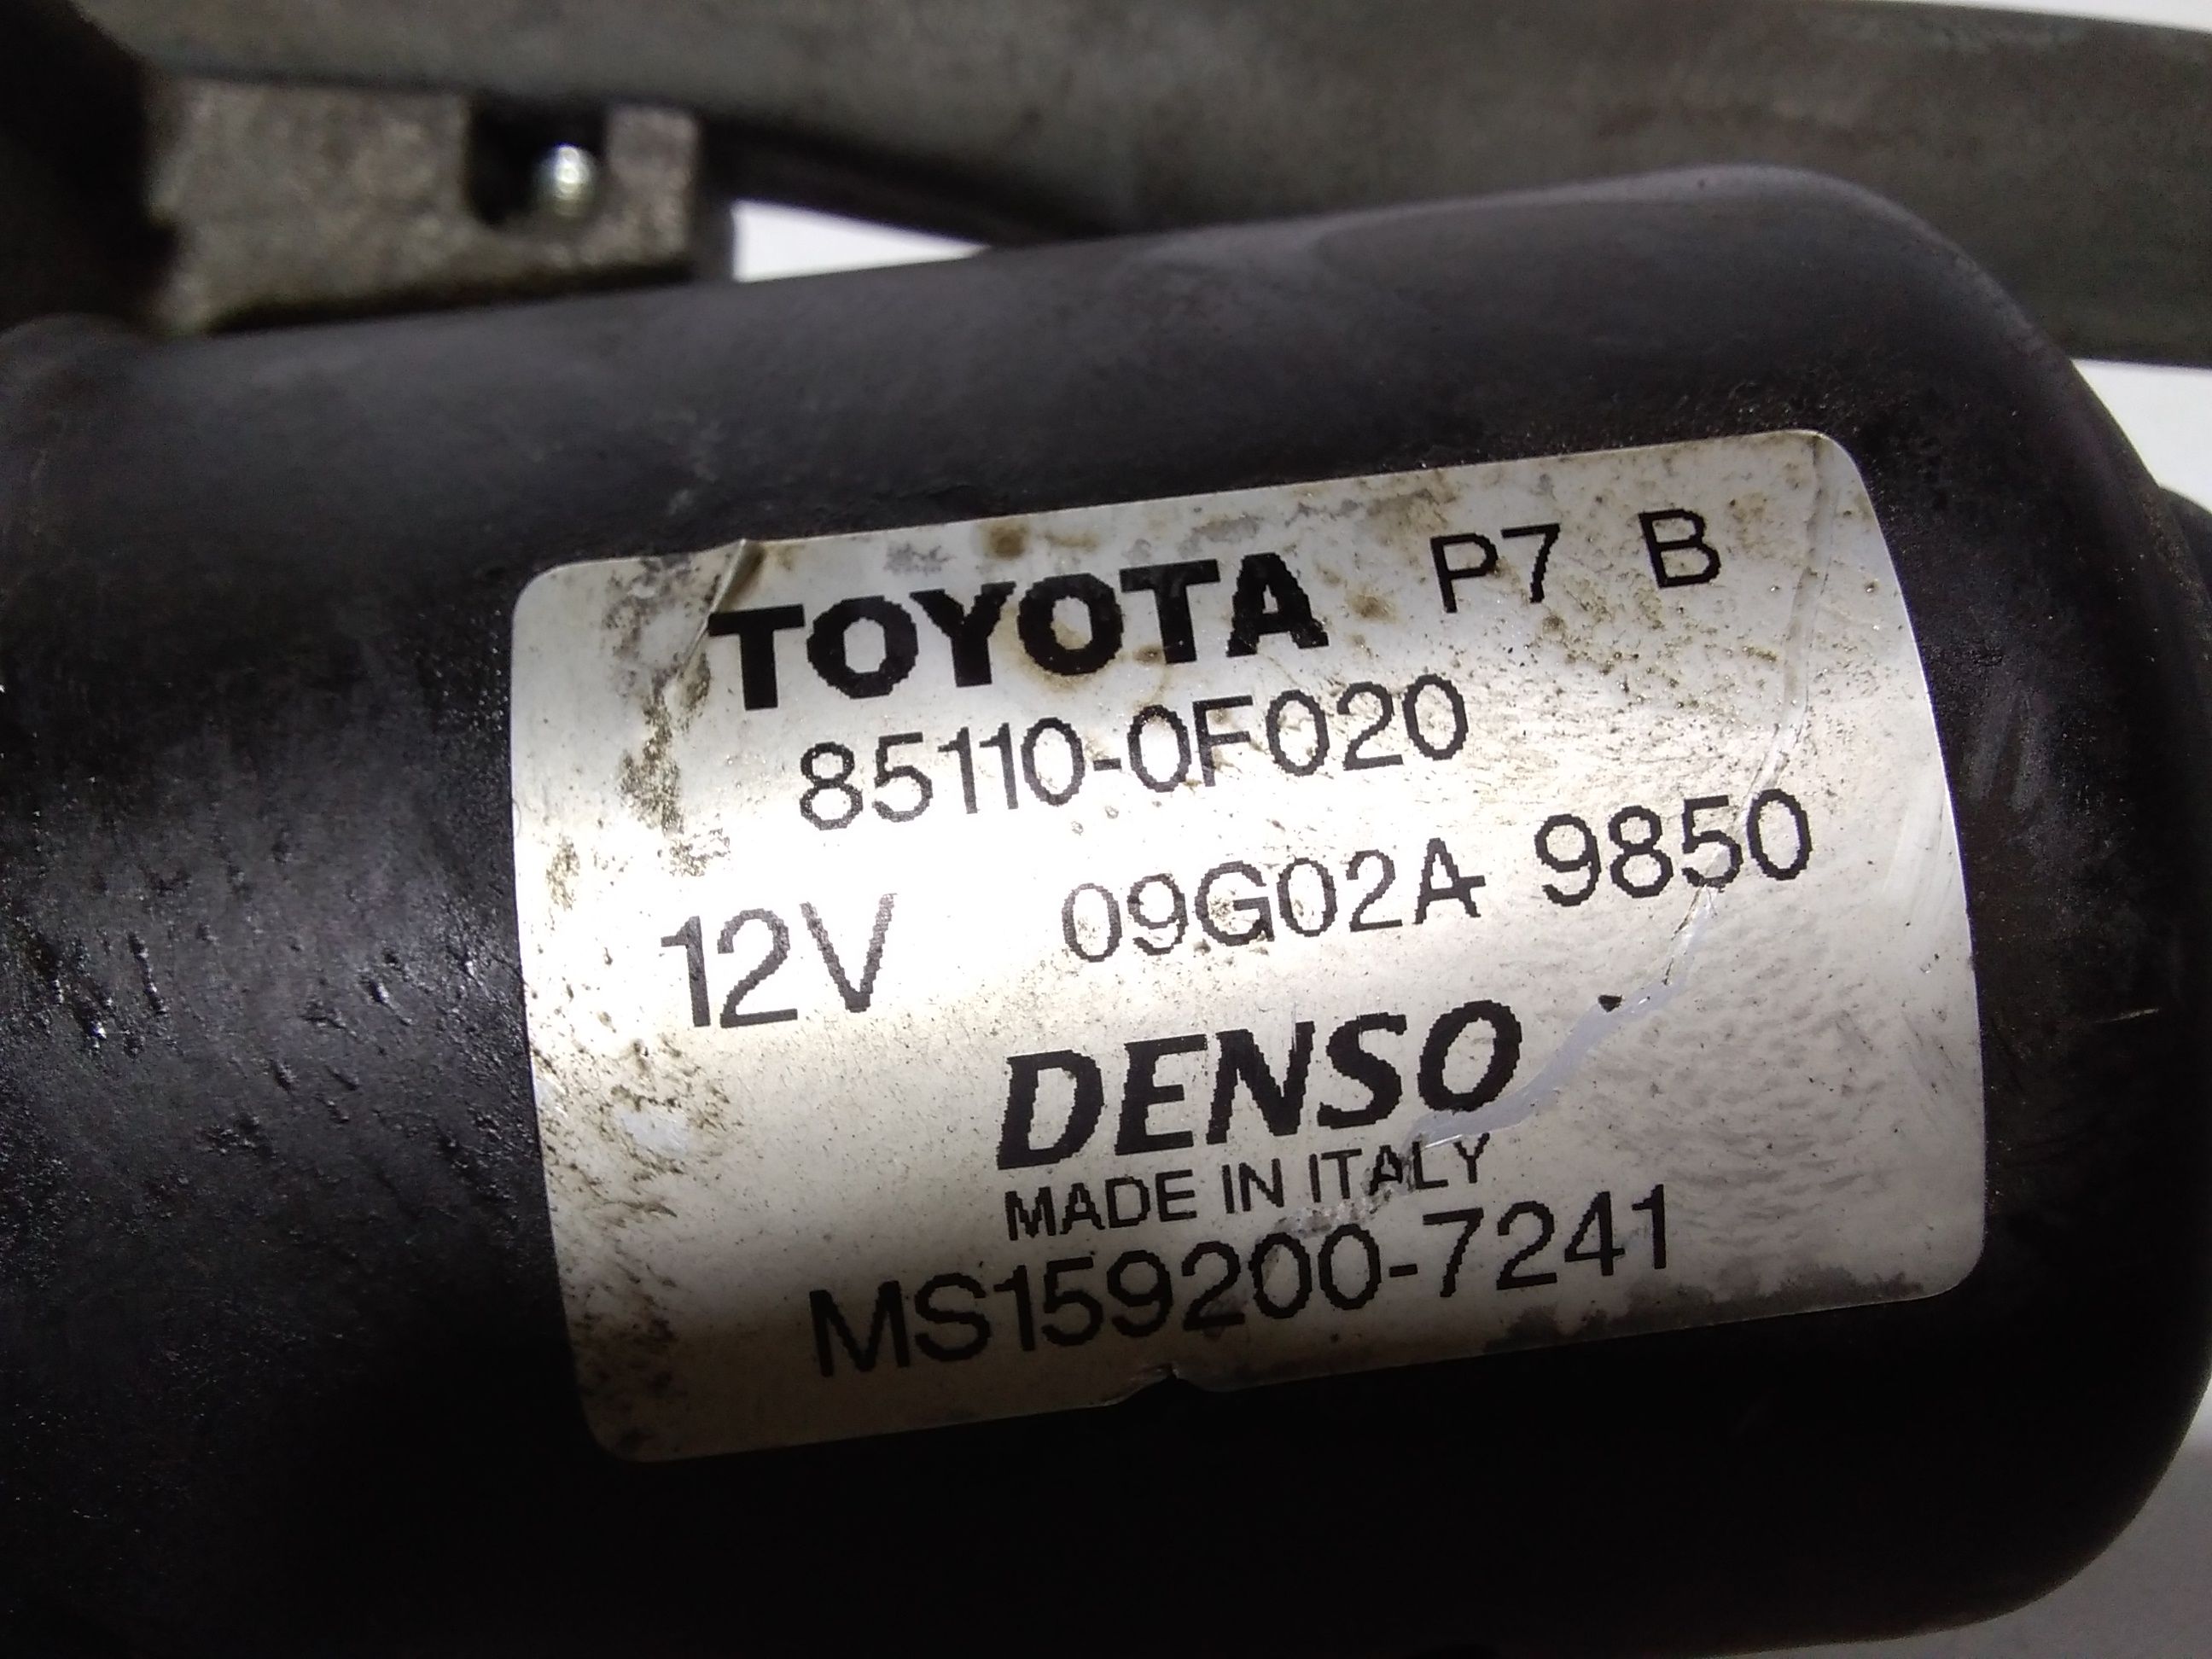 TOYOTA P7 B
85110-0F020
12V 09G02A 9850
DENSO
MADE IN ITALY
MS159200-7241